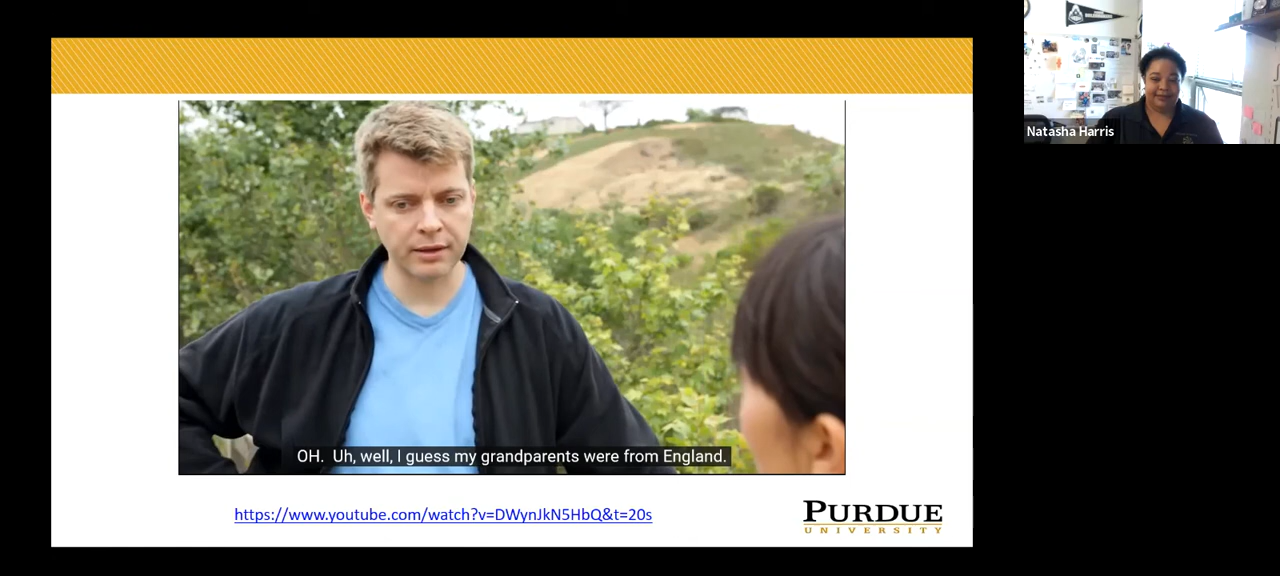 Natasha Harris
OH.  Uh, well, I guess my grandparents were from England.
https://www.youtube.com/watch?v=DWynJkN5HbQ&t=20s
PURDUE
UNIVERSITY